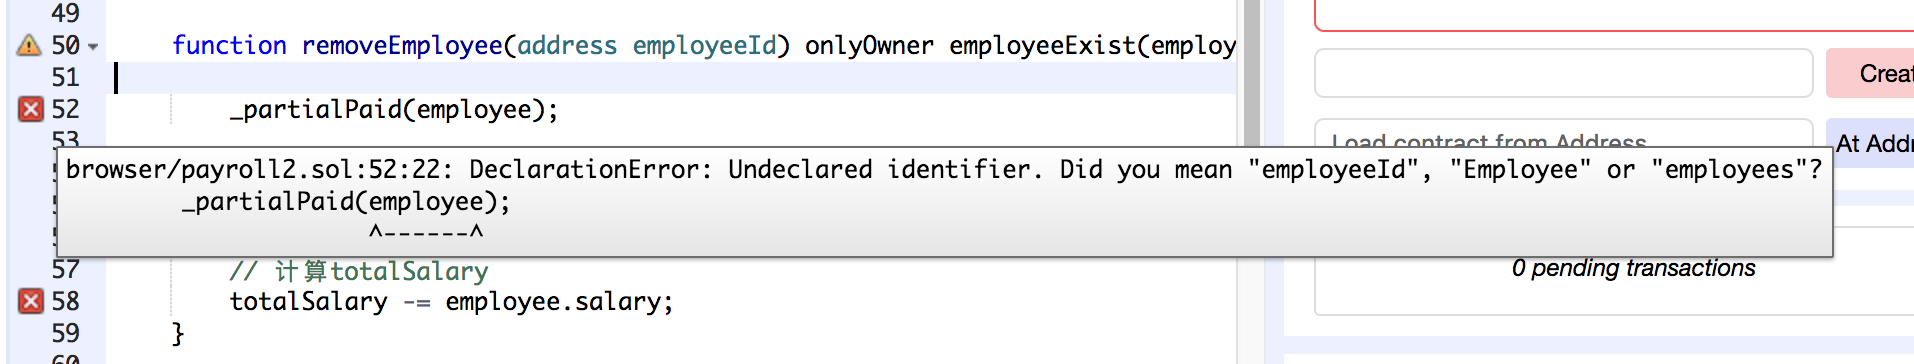 49
50 function removeEmployee(address employeeId) onlyOwner employeeExist(employ
51
52 _partialPaid(employee);
53
browser/payroll2.sol:52:22: DeclarationError: Undeclared identifier. Did you mean "employeeId", "Employee" or "employees"?
_partialPaid(employee);
^------^
57 // 计算totalSalary
58 totalSalary -= employee.salary;
59 }
60
Creat
Load contract from Address
At Addr
0 pending transactions